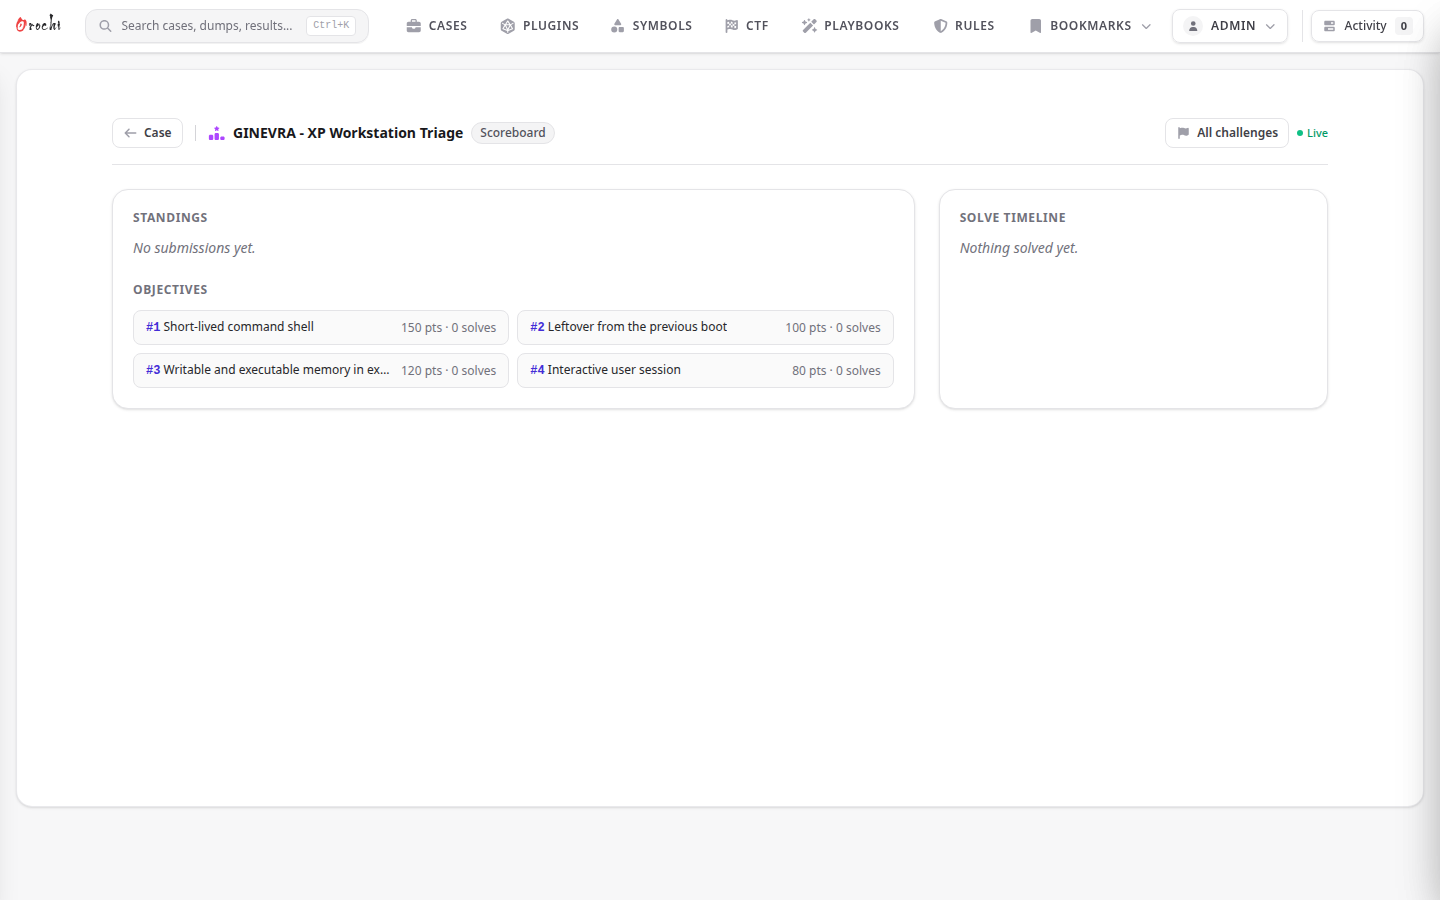 Orochi
Search cases, dumps, results... Ctrl+K
CASES
PLUGINS
SYMBOLS
CTF
PLAYBOOKS
RULES
BOOKMARKS
ADMIN
Activity 0
Case
GINEVRA - XP Workstation Triage
Scoreboard
All challenges
Live
STANDINGS
No submissions yet.
OBJECTIVES
#1 Short-lived command shell 150 pts · 0 solves
#2 Leftover from the previous boot 100 pts · 0 solves
#3 Writable and executable memory in ex... 120 pts · 0 solves
#4 Interactive user session 80 pts · 0 solves
SOLVE TIMELINE
Nothing solved yet.